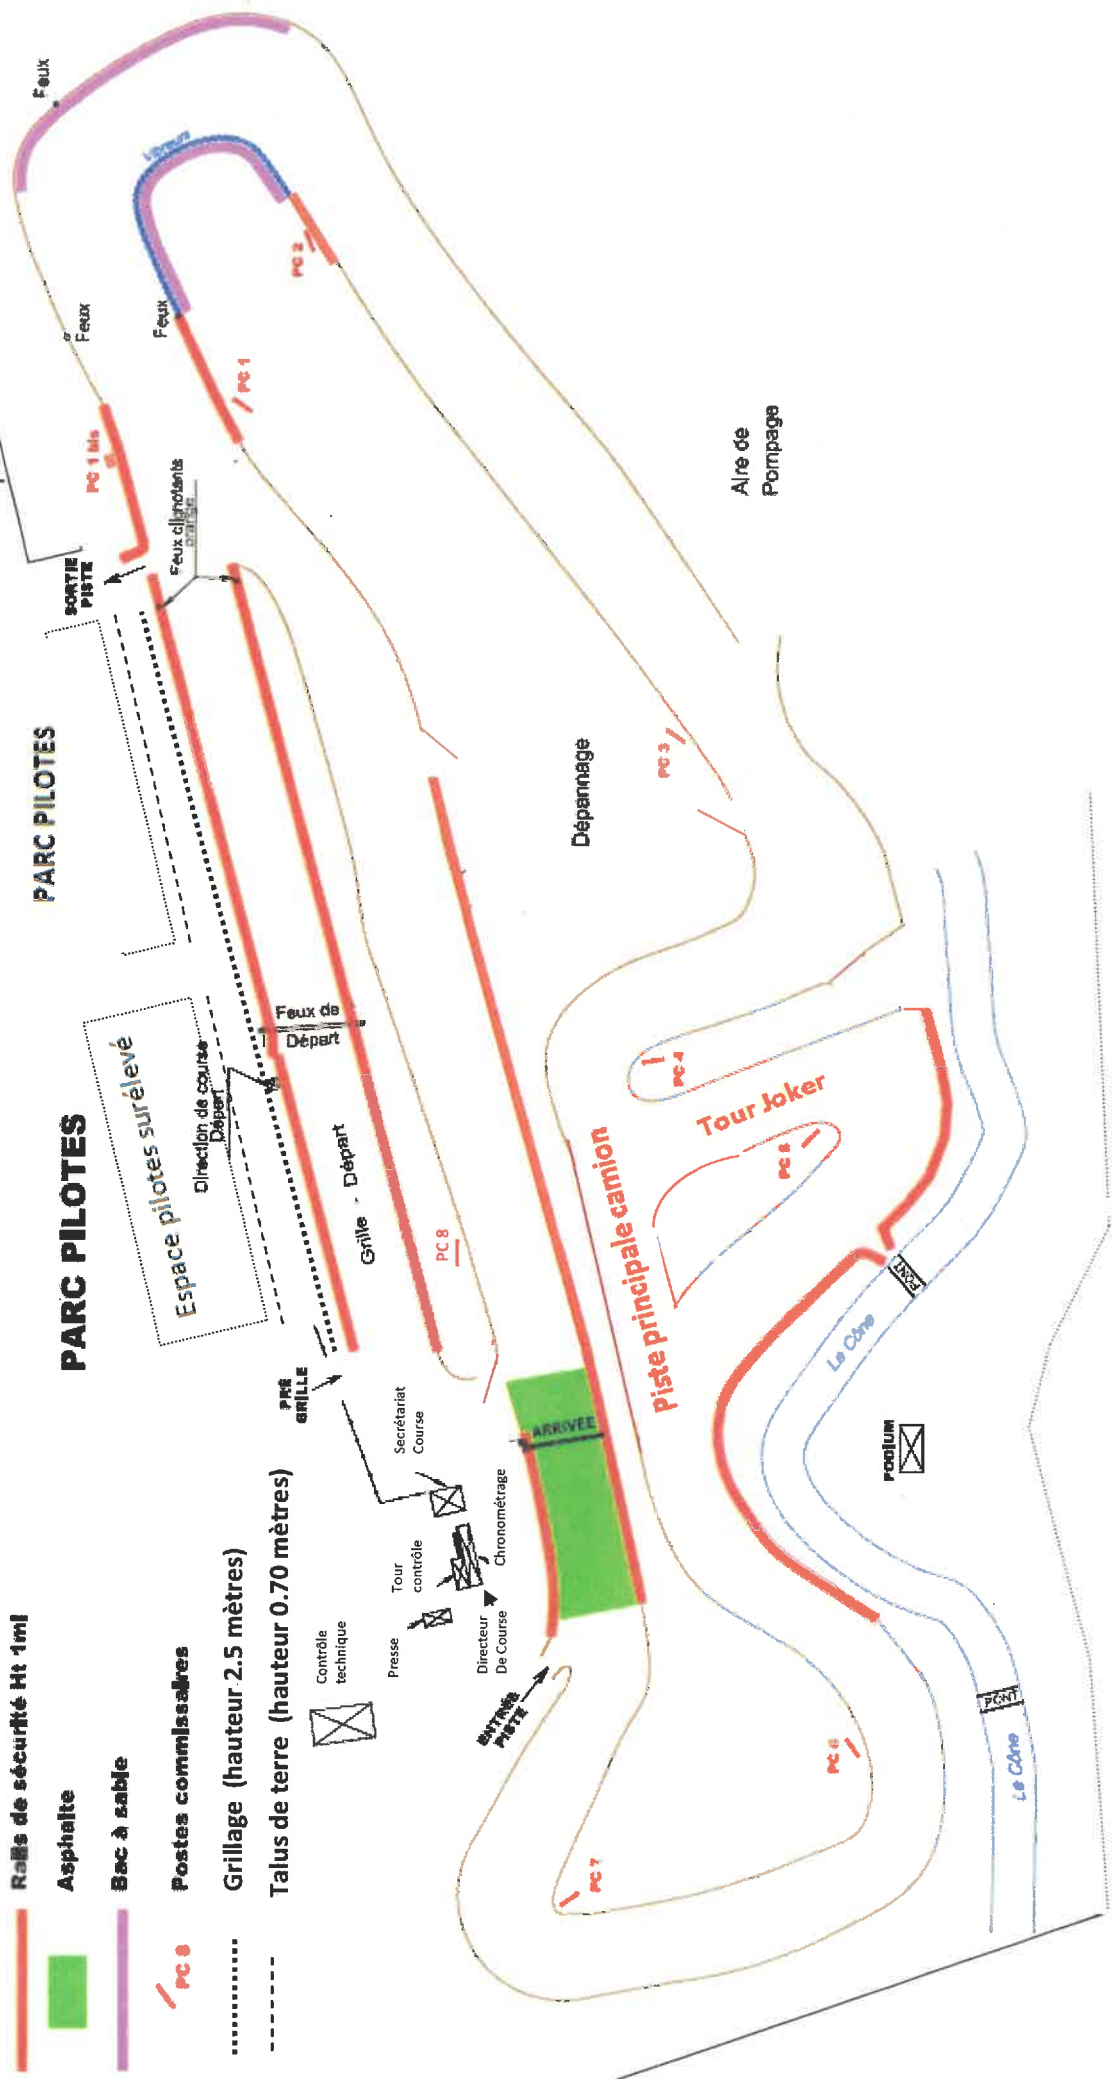 Rails de sécurité Ht 1ml
Asphalte
Bac à sable
PC 8
Postes commissaires
Grillage (hauteur 2.5 mètres)
Talus de terre (hauteur 0.70 mètres)
PARC PILOTES
PARC PILOTES
Espace pilotes surélevé
Direction de course
Départ
SORTIE
PISTE
Feux clignotants
orange
PC 1 bis
Feux
Feux
Feux
Vibreurs
PC 1
PC 2
Feux de
Départ
Grille - Départ
PC 8
PRÉ
GRILLE
Secrétariat
Course
Chronométrage
Tour
contrôle
Directeur
De Course
Presse
Contrôle
technique
ENTRÉE
PISTE
ARRIVÉE
Piste principale camion
Tour Joker
PC 4
PC 5
PC 3
Dépannage
Aire de
Pompage
PC 6
PC 7
Le Cône
PONT
PODIUM
PONT
Le Cône